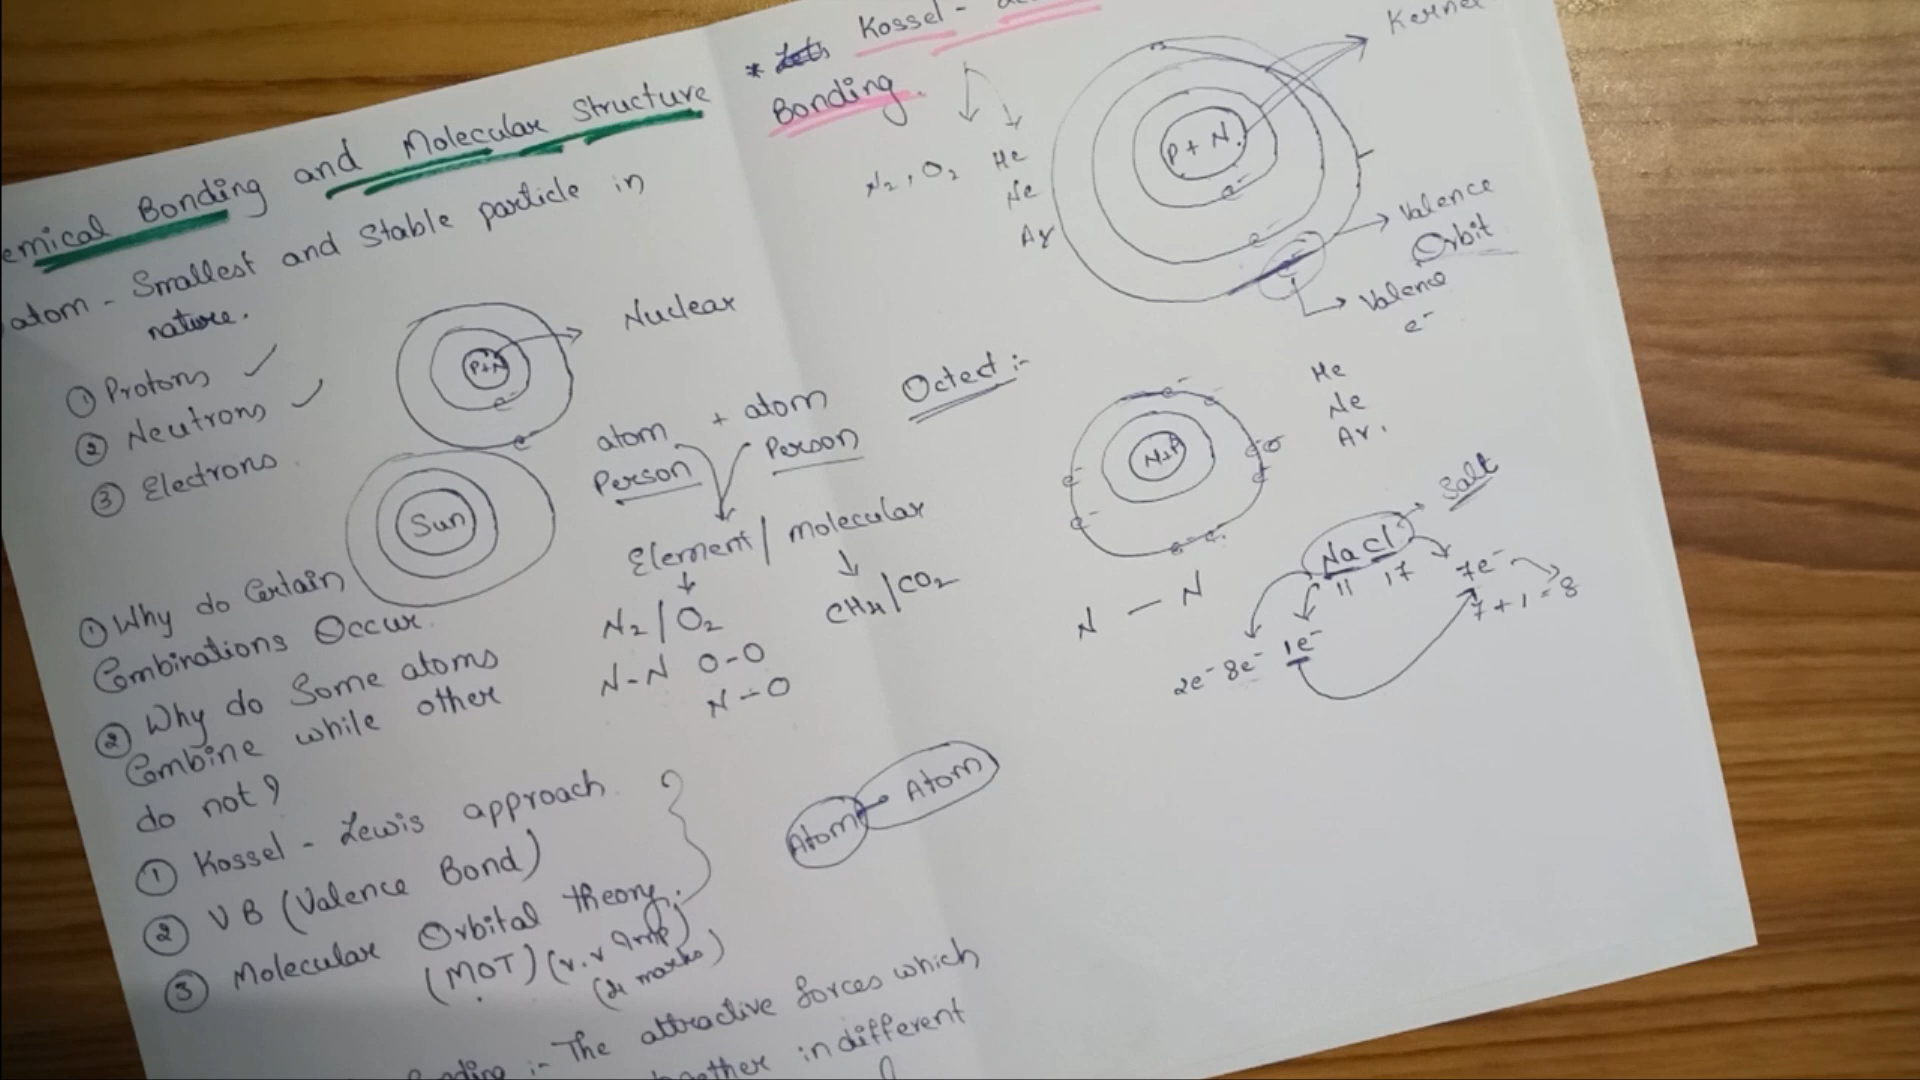 emical Bonding and Molecular Structure
atom - Smallest and Stable particle in
nature.
① Protons ✓
② Neutrons ✓
③ Electrons
P+N
e-
e-
Nuclear
Sun
atom + atom
Person Person
Element / molecular
N2 / O2
CH4 / CO2
N-N O-O
N-O
① Why do Certain
Combinations Occur.
② Why do Some atoms
Combine while other
do not?
① Kossel - Lewis approach
② VB (Valence Bond)
③ Molecular Orbital theory.
(MOT) (v.v Imp)
(4 marks)
Atom Atom
:- The attractive forces which
in different
* Kossel -
Bonding.
N2, O2
He
Ne
Ar
P + N.
e-
e-
Valence
Orbit
Valence
e-
Octect :-
N+P
e-
e-
e-
e-
e-
e-
e-
e-
He
Ne
Ar.
N — N
NaCl
Salt
11 17
7e-
7+1=8
2e- 8e- 1e-